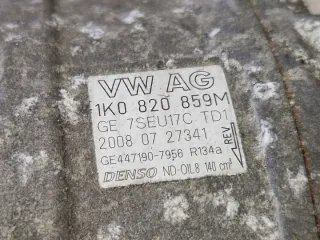 VW AG
1K0 820 859M
GE 7SEU17C TD1
2008 07 27341
GE447190-7956 R134a
DENSO ND-OIL8 140 cm³
REV